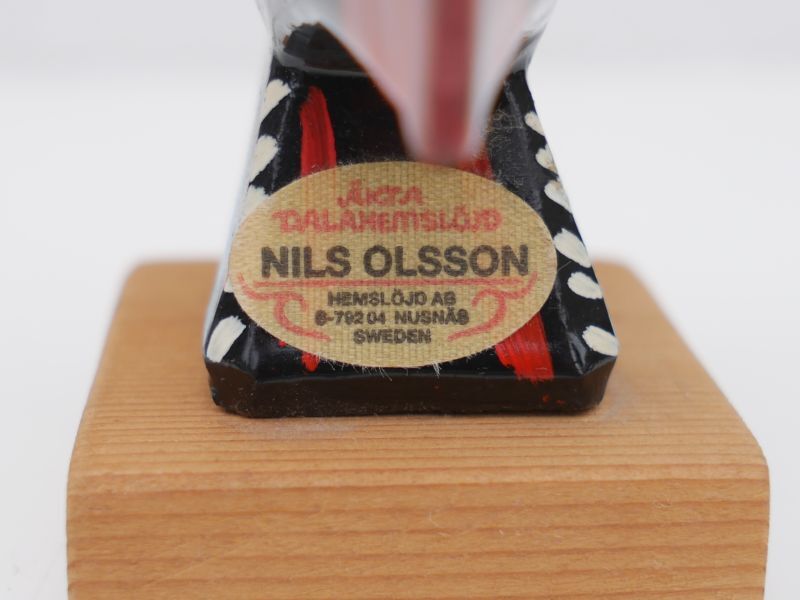 ÄKTA
DALAHEMSLÖJD
NILS OLSSON
HEMSLÖJD AB
S-792 04 NUSNÄS
SWEDEN